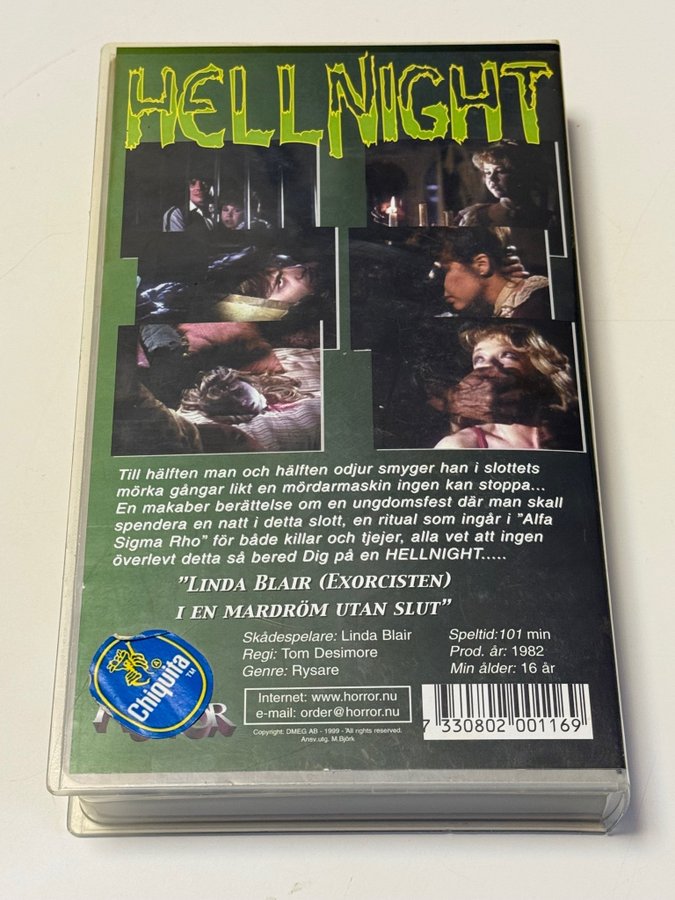 HELLNIGHT
Till hälften man och hälften odjur smyger han i slottets
mörka gångar likt en mördarmaskin ingen kan stoppa...
En makaber berättelse om en ungdomsfest där man skall
spendera en natt i detta slott, en ritual som ingår i "Alfa
Sigma Rho" för både killar och tjejer, alla vet att ingen
överlevt detta så bered Dig på en HELLNIGHT.....
"LINDA BLAIR (EXORCISTEN)
I EN MARDRÖM UTAN SLUT"
Skådespelare: Linda Blair
Regi: Tom Desimore
Genre: Rysare
Speltid:101 min
Prod. år: 1982
Min ålder: 16 år
Chiquita TM
Internet: www.horror.nu
e-mail: order@horror.nu
Copyright: DMEG AB - 1999 - All rights reserved.
Ansv.utg. M.Björk
7 330802 001169